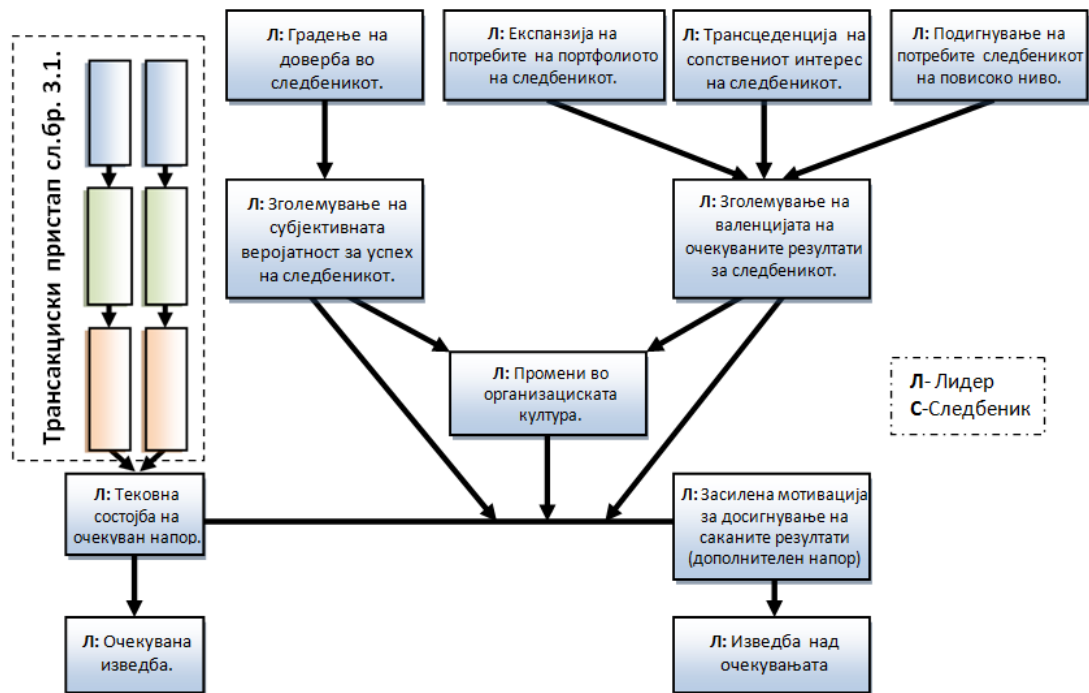 Трансакциски пристап сл.бр. 3.1.
Л: Градење на
доверба во
следбеникот.
Л: Експанзија на
потребите на портфолиото
на следбеникот.
Л: Трансцеденција на
сопствениот интерес
на следбеникот.
Л: Подигнување на
потребите следбеникот
на повисоко ниво.
Л: Зголемување на
субјективната
веројатност за успех
на следбеникот.
Л: Зголемување на
валенцијата на
очекуваните резултати
за следбеникот.
Л: Промени во
организациската
култура.
Л- Лидер
С-Следбеник
Л: Тековна
состојба на
очекуван напор.
Л: Засилена мотивација
за досигнување на
саканите резултати
(дополнителен напор)
Л: Очекувана
изведба.
Л: Изведба над
очекувањата